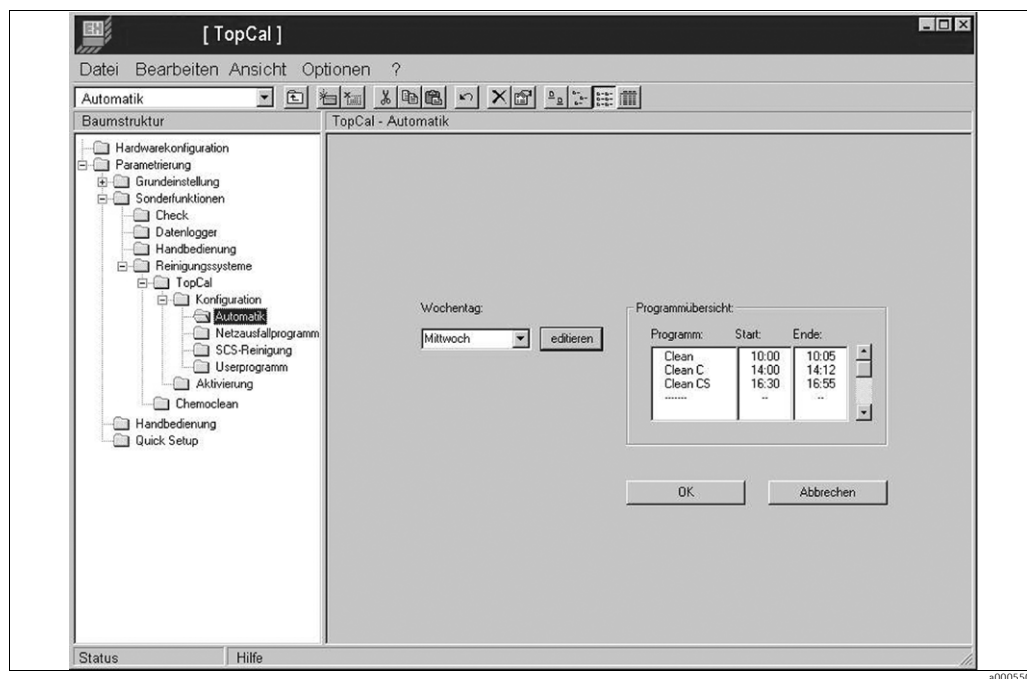 EH
[ TopCal ]
Datei Bearbeiten Ansicht Optionen ?
Automatik
Baumstruktur
TopCal - Automatik
Hardwarekonfiguration
Parametrierung
Grundeinstellung
Sonderfunktionen
Check
Datenlogger
Handbedienung
Reinigungssysteme
TopCal
Konfiguration
Automatik
Netzausfallprogramm
SCS-Reinigung
Userprogramm
Aktivierung
Chemoclean
Handbedienung
Quick Setup
Wochentag:
Mittwoch
editieren
Programmübersicht:
Programm: Start: Ende:
Clean 10:00 10:05
Clean C 14:00 14:12
Clean CS 16:30 16:55
------- -- --
OK
Abbrechen
Status
Hilfe